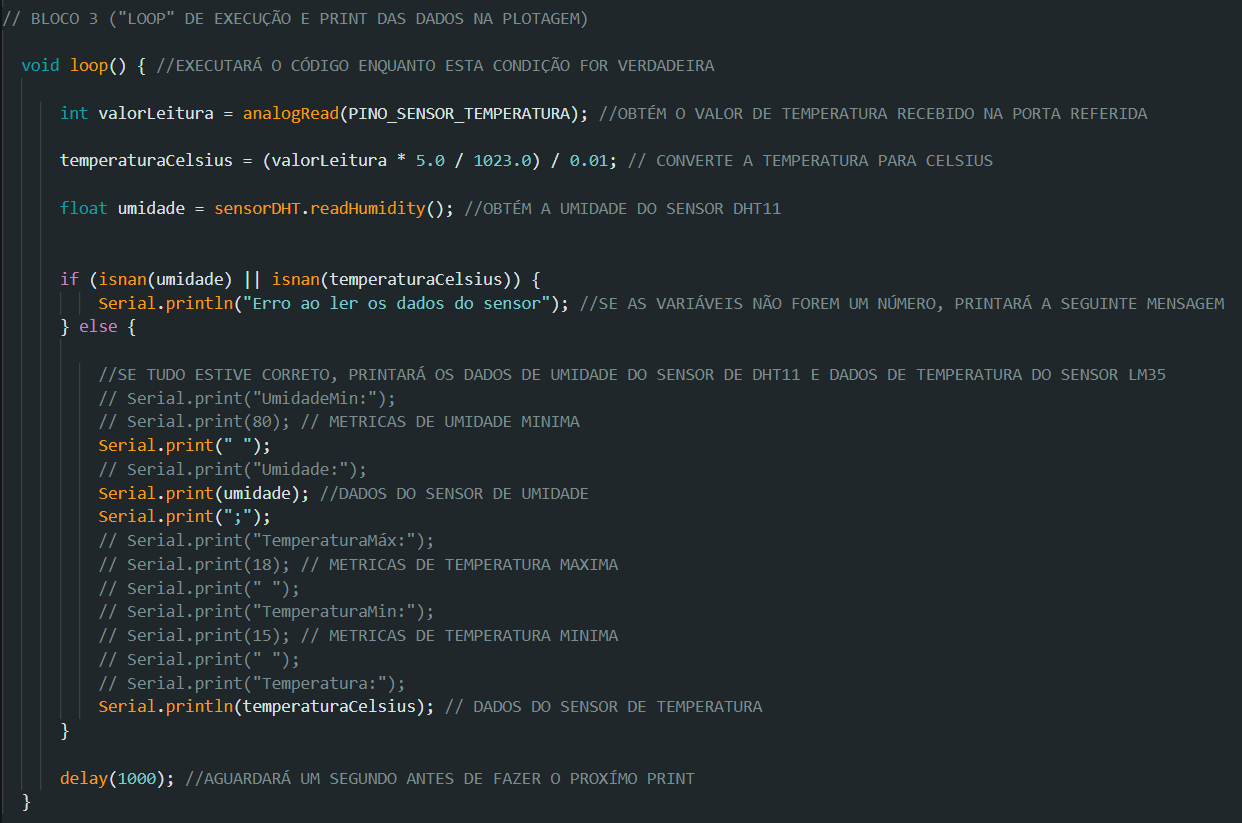 // BLOCO 3 ("LOOP" DE EXECUÇÃO E PRINT DAS DADOS NA PLOTAGEM)
void loop() { //EXECUTARÁ O CÓDIGO ENQUANTO ESTA CONDIÇÃO FOR VERDADEIRA
int valorLeitura = analogRead(PINO_SENSOR_TEMPERATURA); //OBTÉM O VALOR DE TEMPERATURA RECEBIDO NA PORTA REFERIDA
temperaturaCelsius = (valorLeitura * 5.0 / 1023.0) / 0.01; // CONVERTE A TEMPERATURA PARA CELSIUS
float umidade = sensorDHT.readHumidity(); //OBTÉM A UMIDADE DO SENSOR DHT11
if (isnan(umidade) || isnan(temperaturaCelsius)) {
Serial.println("Erro ao ler os dados do sensor"); //SE AS VARIÁVEIS NÃO FOREM UM NÚMERO, PRINTARÁ A SEGUINTE MENSAGEM
} else {
//SE TUDO ESTIVE CORRETO, PRINTARÁ OS DADOS DE UMIDADE DO SENSOR DE DHT11 E DADOS DE TEMPERATURA DO SENSOR LM35
// Serial.print("UmidadeMin:");
// Serial.print(80); // METRICAS DE UMIDADE MINIMA
Serial.print(" ");
// Serial.print("Umidade:");
Serial.print(umidade); //DADOS DO SENSOR DE UMIDADE
Serial.print(";");
// Serial.print("TemperaturaMáx:");
// Serial.print(18); // METRICAS DE TEMPERATURA MAXIMA
// Serial.print(" ");
// Serial.print("TemperaturaMin:");
// Serial.print(15); // METRICAS DE TEMPERATURA MINIMA
// Serial.print(" ");
// Serial.print("Temperatura:");
Serial.println(temperaturaCelsius); // DADOS DO SENSOR DE TEMPERATURA
}
delay(1000); //AGUARDARÁ UM SEGUNDO ANTES DE FAZER O PROXÍMO PRINT
}